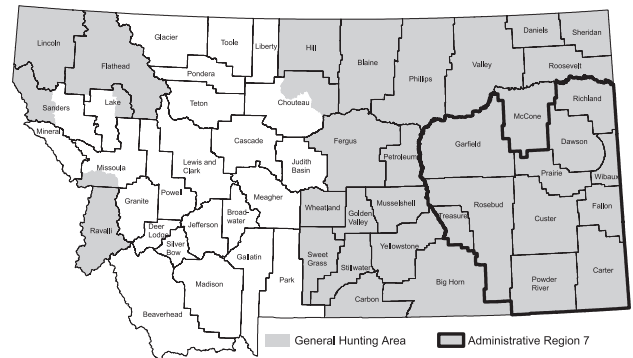 Lincoln
Flathead
Glacier
Toole
Liberty
Hill
Blaine
Phillips
Valley
Daniels
Sheridan
Roosevelt
Pondera
Teton
Chouteau
Sanders
Lake
Mineral
Missoula
Lewis and
Clark
Cascade
Judith
Basin
Fergus
Petroleum
Garfield
McCone
Richland
Dawson
Prairie
Wibaux
Ravalli
Granite
Powel
Deer
Lodge
Silver
Bow
Jefferson
Broad-
water
Meagher
Wheatland
Golden
Valley
Musselshell
Treasure
Rosebud
Custer
Fallon
Beaverhead
Madison
Gallatin
Park
Sweet
Grass
Stillwater
Yellowstone
Carbon
Big Horn
Powder
River
Carter
General Hunting Area
Administrative Region 7